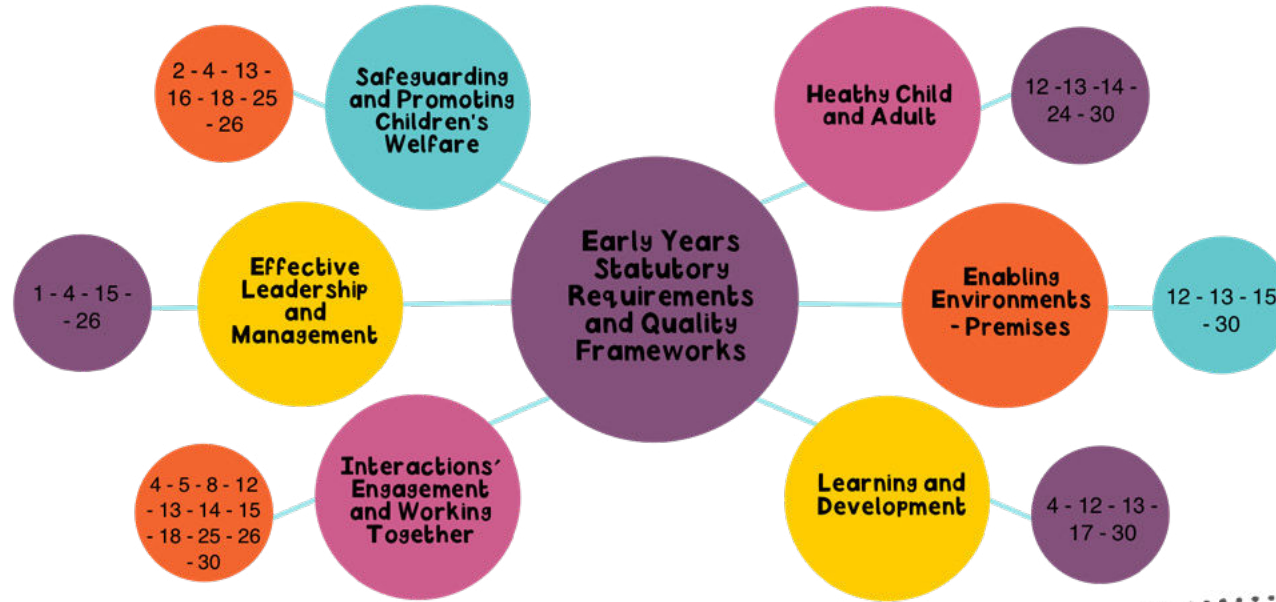 2 - 4 - 13 -
16 - 18 - 25
- 26
Safeguarding
and Promoting
Children's
Welfare
Heathy Child
and Adult
12 -13 -14 -
24 - 30
1 - 4 - 15 -
- 26
Effective
Leadership
and
Management
Early Years
Statutory
Requirements
and Quality
Frameworks
Enabling
Environments
- Premises
12 - 13 - 15
- 30
4 - 5 - 8 - 12
- 13 - 14 - 15
- 18 - 25 - 26
- 30
Interactions´
Engagement
and Working
Together
Learning and
Development
4 - 12 - 13 -
17 - 30